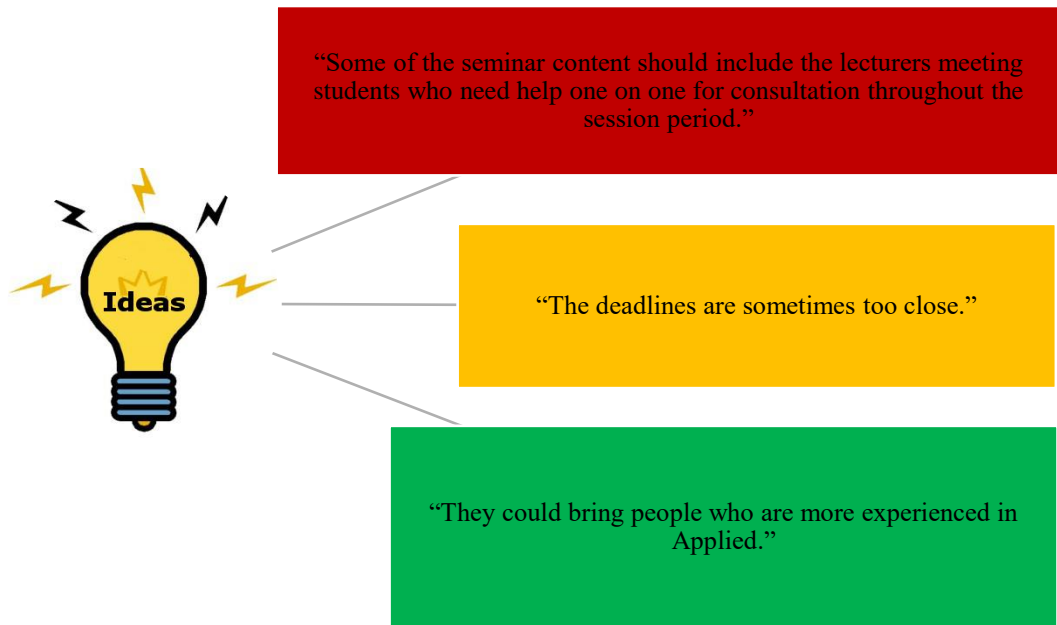 “Some of the seminar content should include the lecturers meeting
students who need help one on one for consultation throughout the
session period.”
Ideas
“The deadlines are sometimes too close.”
“They could bring people who are more experienced in
Applied.”